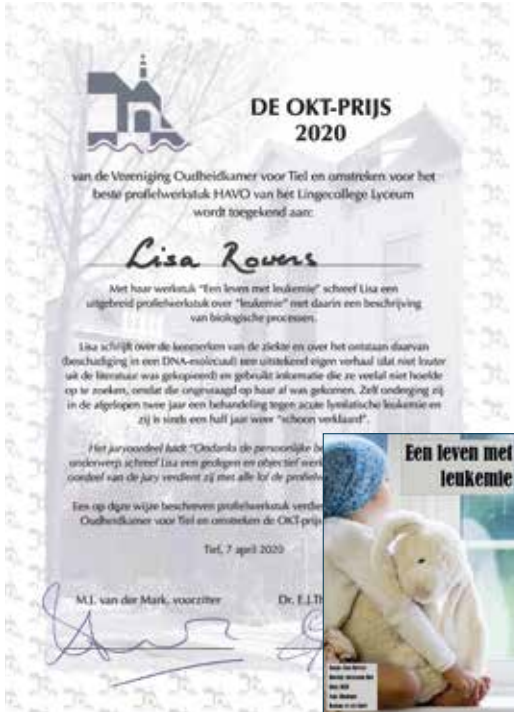 DE OKT-PRIJS
2020
van de Vereniging Oudheidkamer voor Tiel en omstreken voor het
beste profielwerkstuk HAVO van het Lingecollege Lyceum
wordt toegekend aan:
Lisa Rovers
Met haar werkstuk "Een leven met leukemie" schreef Lisa een
uitgebreid profielwerkstuk over "leukemie" met daarin een beschrijving
van biologische processen.
Lisa schrijft over de kenmerken van de ziekte en over het ontstaan daarvan
(beschadiging in een DNA-molecuul) een uitstekend eigen verhaal (dat niet louter
uit de literatuur was gekopieerd) en gebruikt informatie die ze veelal niet hoefde
op te zoeken, omdat die ongevraagd op haar af was gekomen. Zelf onderging zij
in de afgelopen twee jaar een behandeling tegen acute lymfatische leukemie en
zij is sinds een half jaar weer "schoon verklaard".
Het juryoordeel luidt "Ondanks de persoonlijke
onderwerp schreef Lisa een gedegen en objectief
oordeel van de jury verdient zij met alle lof de
Een op deze wijze beschreven profielwerkstuk
Oudheidkamer voor Tiel en omstreken de OKT-prijs
Tiel, 7 april 2020
M.J. van der Mark, voorzitter
Dr. E.J.Th
Een leven met
leukemie